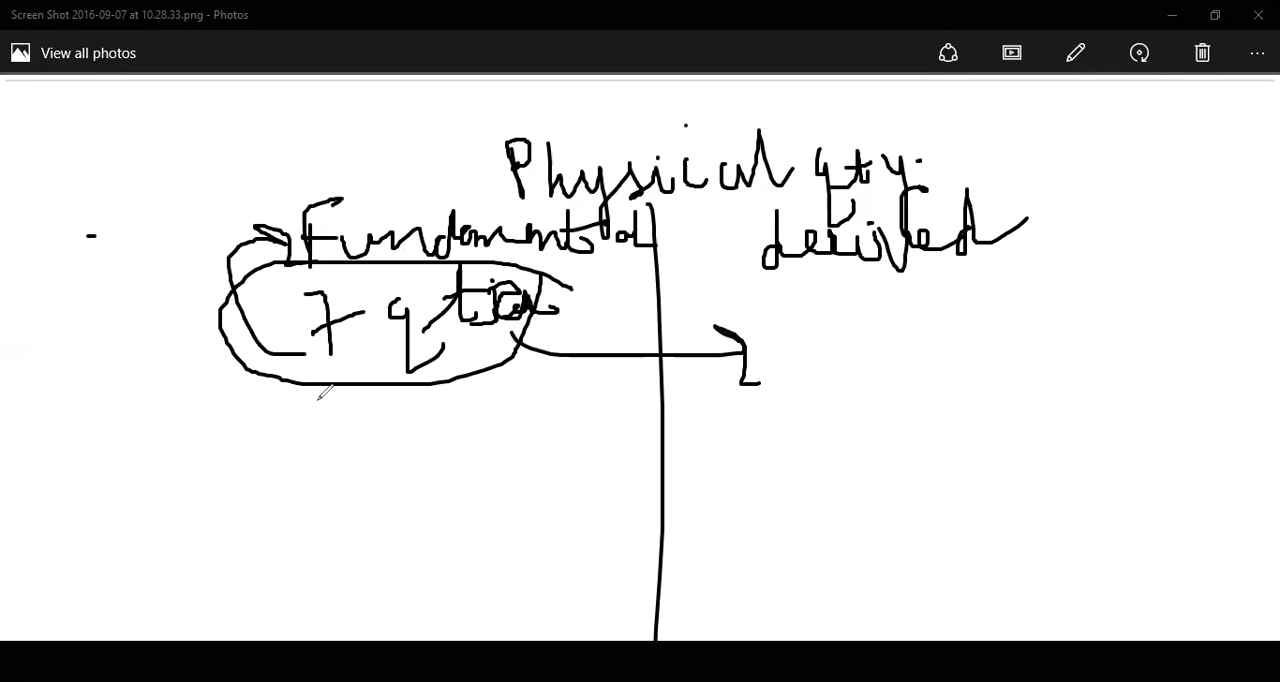 Screen Shot 2016-09-07 at 10.28.33.png - Photos
View all photos
Physical qty.
Fundamental derived
7 qties